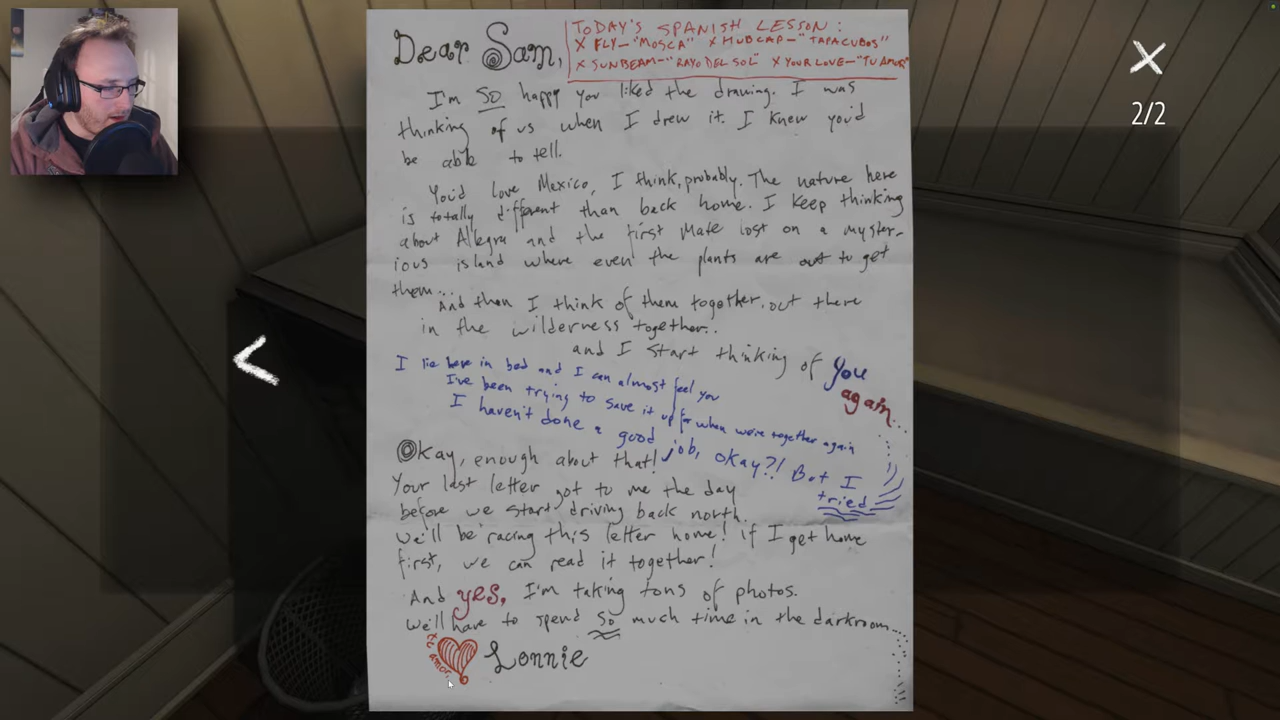 Dear Sam,
TODAY'S SPANISH LESSON:
x FLY-"MOSCA" x HUBCAP-"TAPACUBOS"
x SUNBEAM-"RAYO DEL SOL" x YOUR LOVE-"TU AMOR"
I'm SO happy you liked the drawing. I was
thinking of us when I drew it. I knew you'd
be able to tell.
You'd love Mexico, I think, probably. The nature here
is totally different than back home. I keep thinking
about Allegra and the first Mate lost on a myster-
ious island where even the plants are out to get
them...
And then I think of them together, out there
in the wilderness together..
and I start thinking of you
again.
I lie here in bed and I can almost feel you
I've been trying to save it up for when we're together again
I haven't done a good job, okay?! But I
tried
Okay, enough about that!
Your last letter got to me the day
before we start driving back north.
We'll be racing this letter home! if I get home
first, we can read it together!
And yes, I'm taking tons of photos.
We'll have to spend so much time in the darkroom...
te amor.
Lonnie
2/2